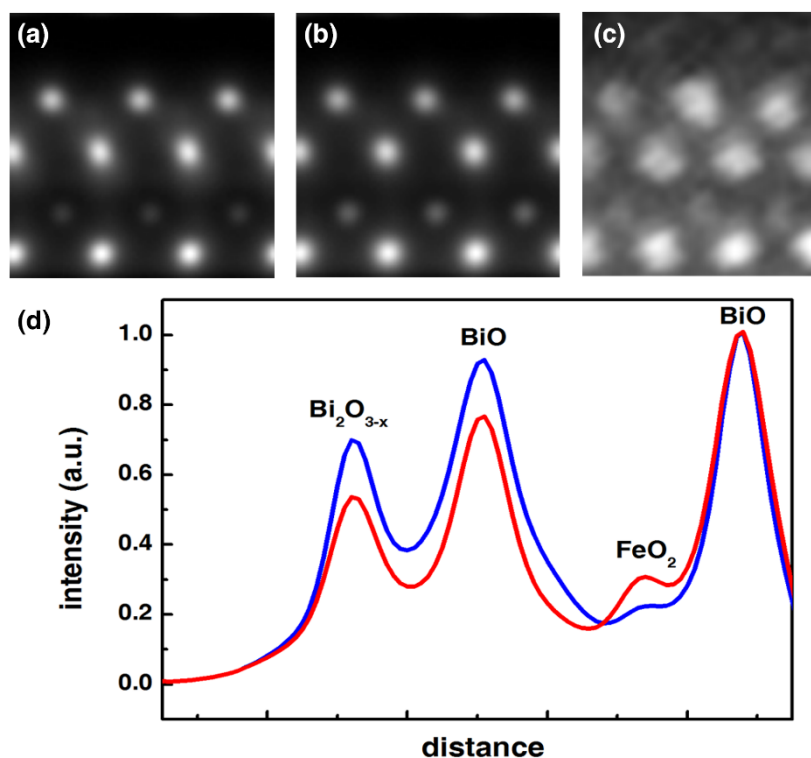 (a)
(b)
(c)
(d)
1.0
0.8
0.6
0.4
0.2
0.0
intensity (a.u.)
Bi₂O₃₋ₓ
BiO
FeO₂
BiO
distance